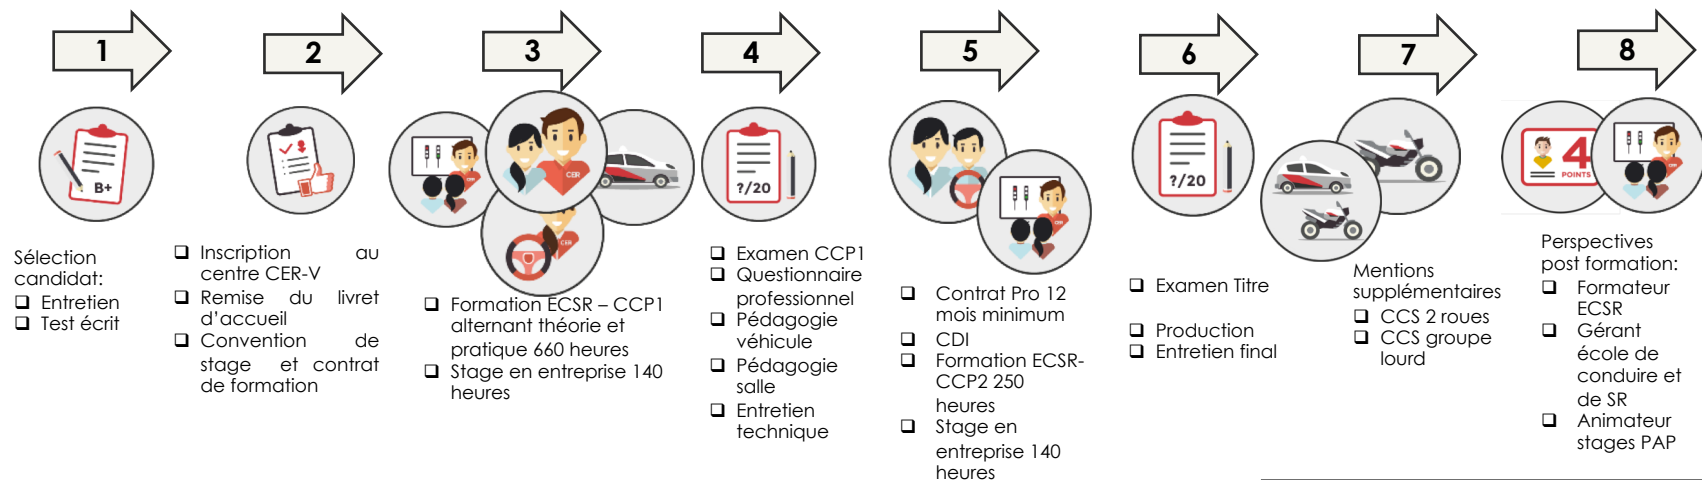 1
2
3
4
5
6
7
8
B+
CER
CER
CER
?/20
CER
?/20
4
POINTS
CER
Sélection
candidat:
❑ Entretien
❑ Test écrit
❑ Inscription au
centre CER-V
❑ Remise du livret
d’accueil
❑ Convention de
stage et contrat
de formation
❑ Formation ECSR – CCP1
alternant théorie et
pratique 660 heures
❑ Stage en entreprise 140
heures
❑ Examen CCP1
❑ Questionnaire
professionnel
❑ Pédagogie
véhicule
❑ Pédagogie
salle
❑ Entretien
technique
❑ Contrat Pro 12
mois minimum
❑ CDI
❑ Formation ECSR-
CCP2 250
heures
❑ Stage en
entreprise 140
heures
❑ Examen Titre
❑ Production
❑ Entretien final
Mentions
supplémentaires
❑ CCS 2 roues
❑ CCS groupe
lourd
Perspectives
post formation:
❑ Formateur
ECSR
❑ Gérant
école de
conduire et
de SR
❑ Animateur
stages PAP